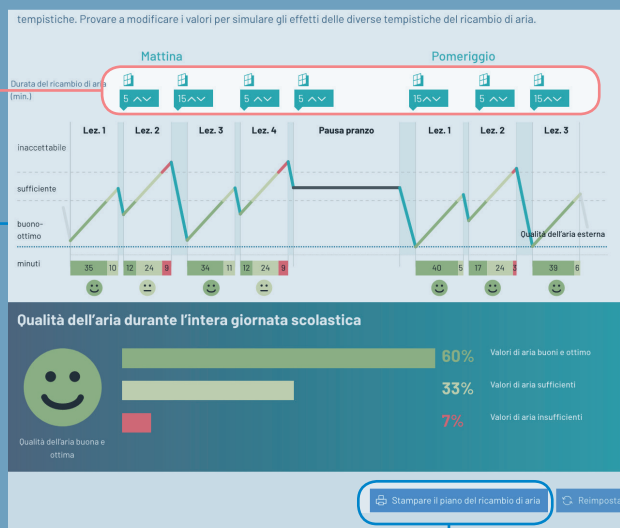 tempistiche. Provare a modificare i valori per simulare gli effetti delle diverse tempistiche del ricambio di aria.
Mattina
Pomeriggio
Durata del ricambio di aria
(min.)
5 15 5 5 15 5 15
Lez. 1 Lez. 2 Lez. 3 Lez. 4 Pausa pranzo Lez. 1 Lez. 2 Lez. 3
inaccettabile
sufficiente
buono-
ottimo
Qualità dell'aria esterna
minuti
35 10 12 24 9 34 11 12 24 9 40 5 17 24 3 39 6
Qualità dell'aria durante l'intera giornata scolastica
60% Valori di aria buoni e ottimo
33% Valori di aria sufficienti
7% Valori di aria insufficienti
Qualità dell'aria buona e
ottima
Stampare il piano del ricambio di aria